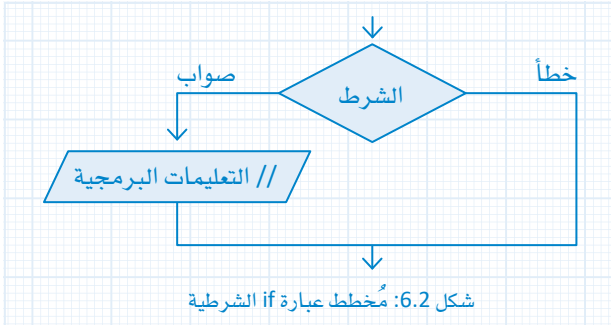 خطأ
صواب
الشرط
// التعليمات البرمجية
شكل 6.2: مُخطط عبارة if الشرطية